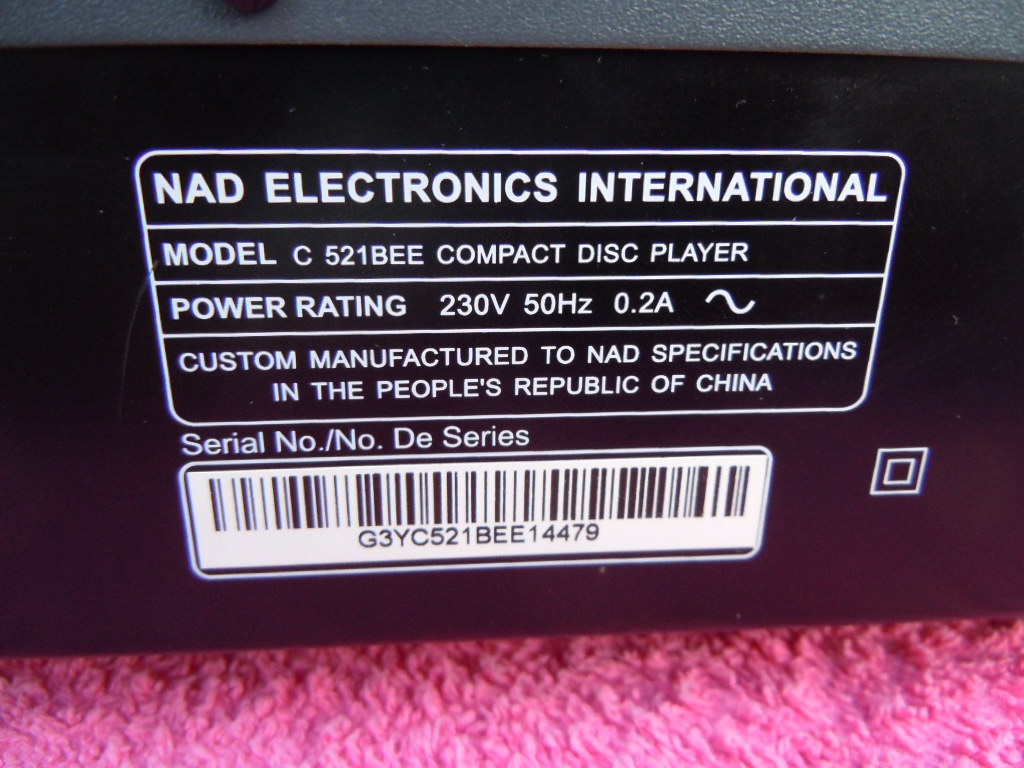 NAD ELECTRONICS INTERNATIONAL
MODEL C 521BEE COMPACT DISC PLAYER
POWER RATING 230V 50Hz 0.2A ∿
CUSTOM MANUFACTURED TO NAD SPECIFICATIONS
IN THE PEOPLE'S REPUBLIC OF CHINA
Serial No./No. De Series
G3YC521BEE14479